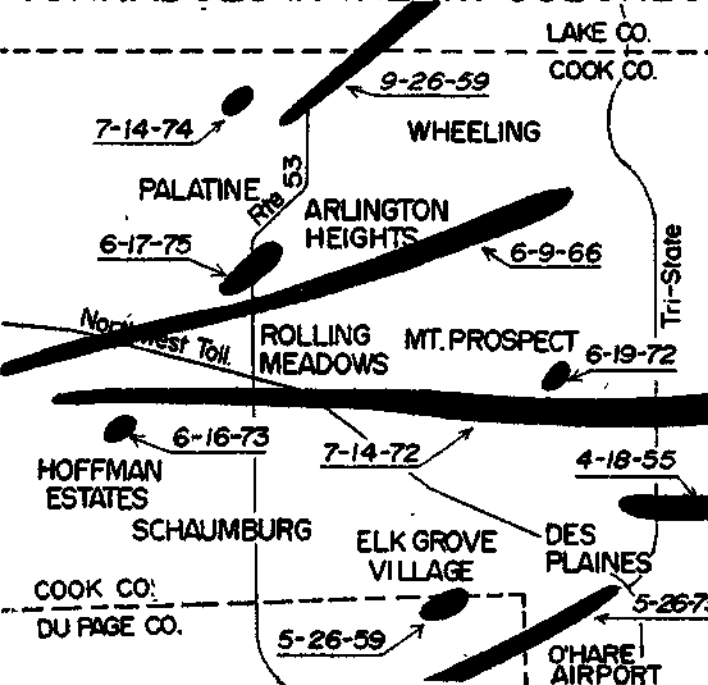 LAKE CO.
COOK CO.
9-26-59
7-14-74
WHEELING
Rte 53
PALATINE
ARLINGTON
HEIGHTS
6-17-75
6-9-66
Tri-State
Northwest Toll.
ROLLING
MEADOWS
MT. PROSPECT
6-19-72
6-16-73
7-14-72
4-18-55
HOFFMAN
ESTATES
SCHAUMBURG
ELK GROVE
VILLAGE
DES
PLAINES
COOK CO.
DU PAGE CO.
5-26-59
O'HARE
AIRPORT